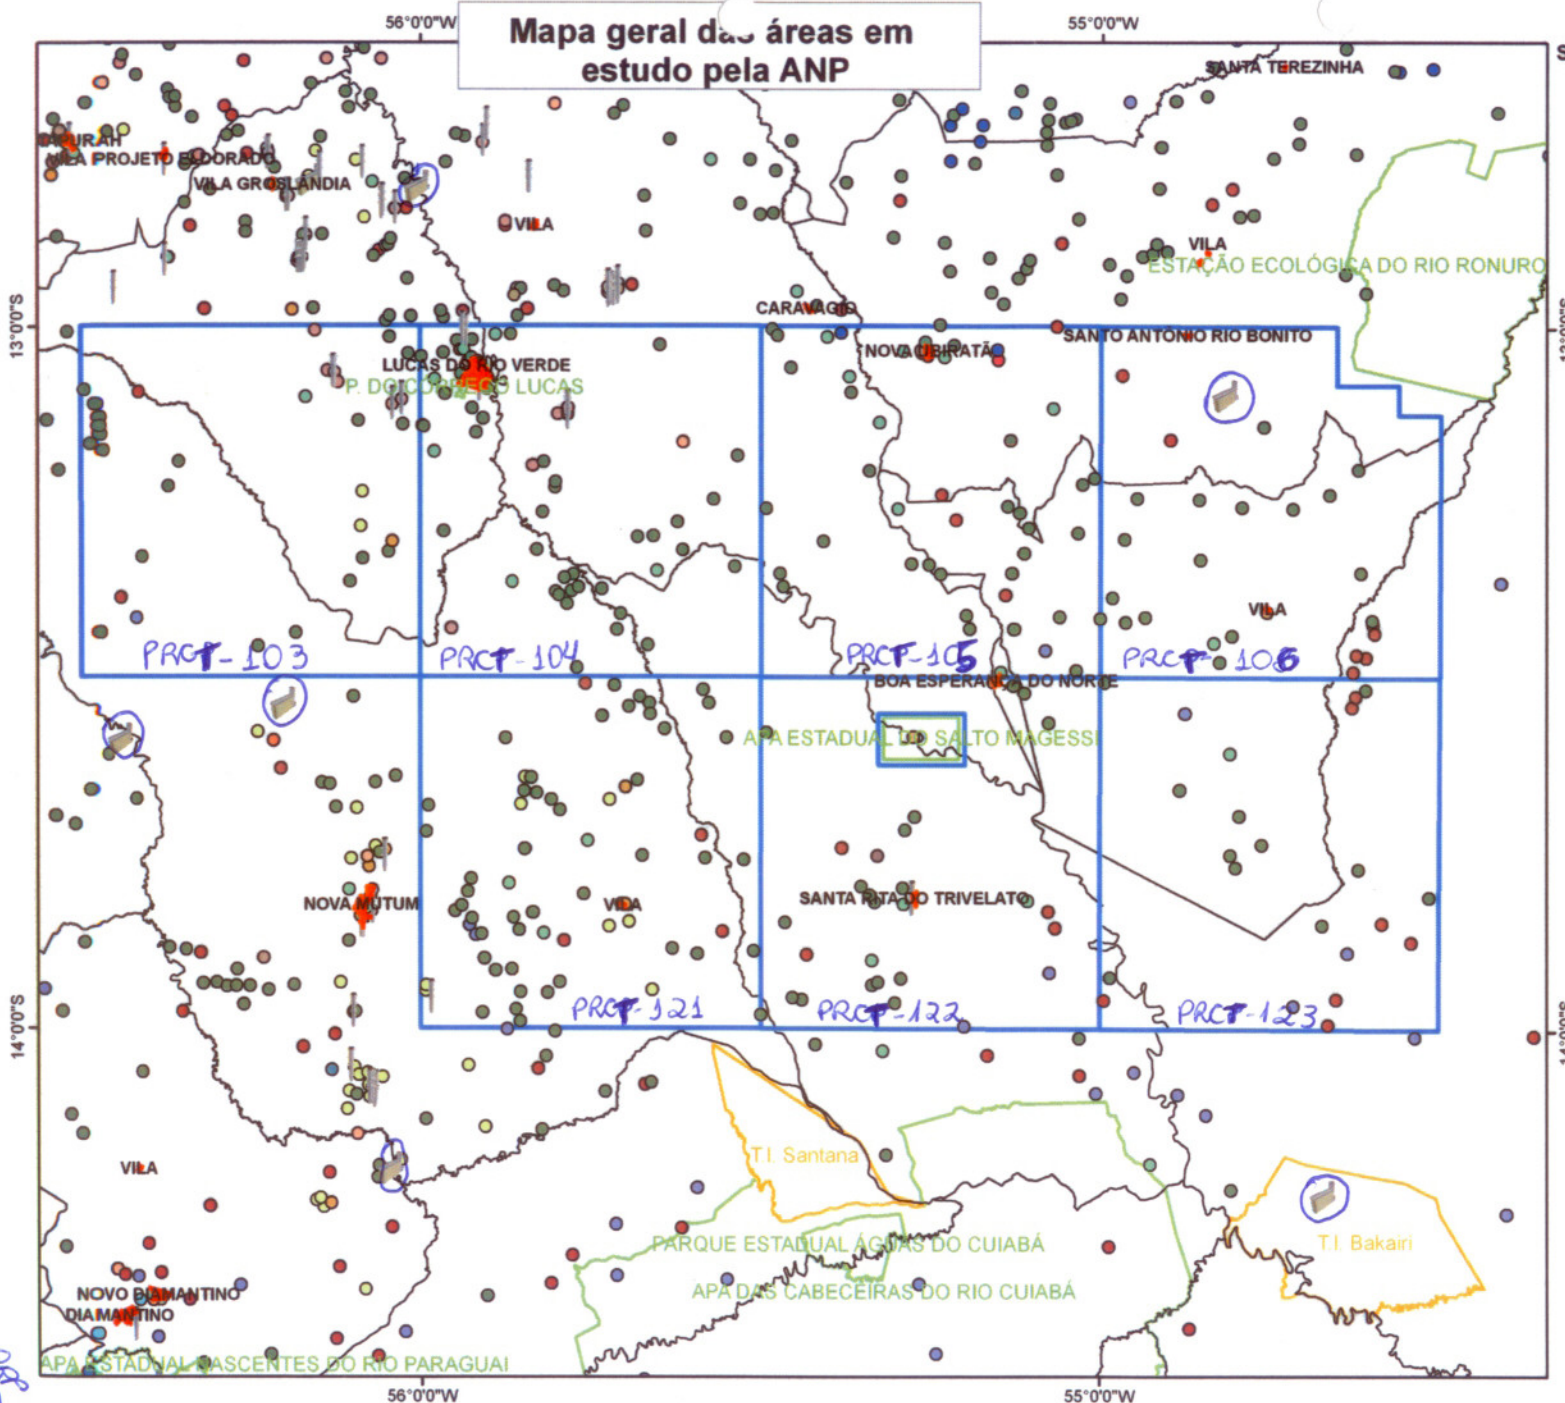 56°0'0"W
55°0'0"W
Mapa geral das áreas em
estudo pela ANP
SANTA TEREZINHA
VILA PROJETO ELDORADO
VILA GROSLÂNDIA
VILA
VILA
ESTAÇÃO ECOLÓGICA DO RIO RONURO
CARAVAGIO
13°0'0"S
SANTO ANTÔNIO RIO BONITO
NOVA UBIRATÃ
LUCAS DO RIO VERDE
P. DO CÓRREGO LUCAS
VILA
PRCT-103
PRCT-104
PRCT-105
PRCT-106
BOA ESPERANÇA DO NORTE
APA ESTADUAL DO SALTO MAGESSI
NOVA MUTUM
VILA
SANTA RITA DO TRIVELATO
PRCT-121
PRCT-122
PRCT-123
14°0'0"S
T.I. Santana
VILA
PARQUE ESTADUAL ÁGUAS DO CUIABÁ
T.I. Bakairi
APA DAS CABECEIRAS DO RIO CUIABÁ
NOVO DIAMANTINO
DIAMANTINO
APA ESTADUAL NASCENTES DO RIO PARAGUAI
56°0'0"W
55°0'0"W